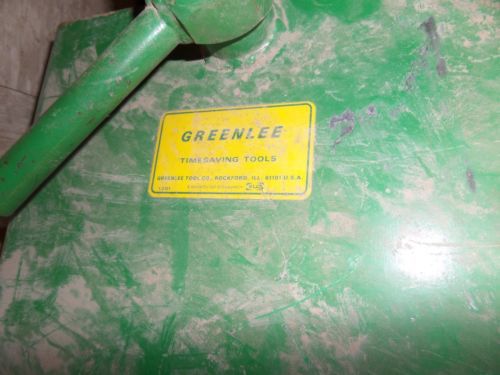 GREENLEE
TIMESAVING TOOLS
GREENLEE TOOL CO., ROCKFORD, ILL. 61101 U.S.A.